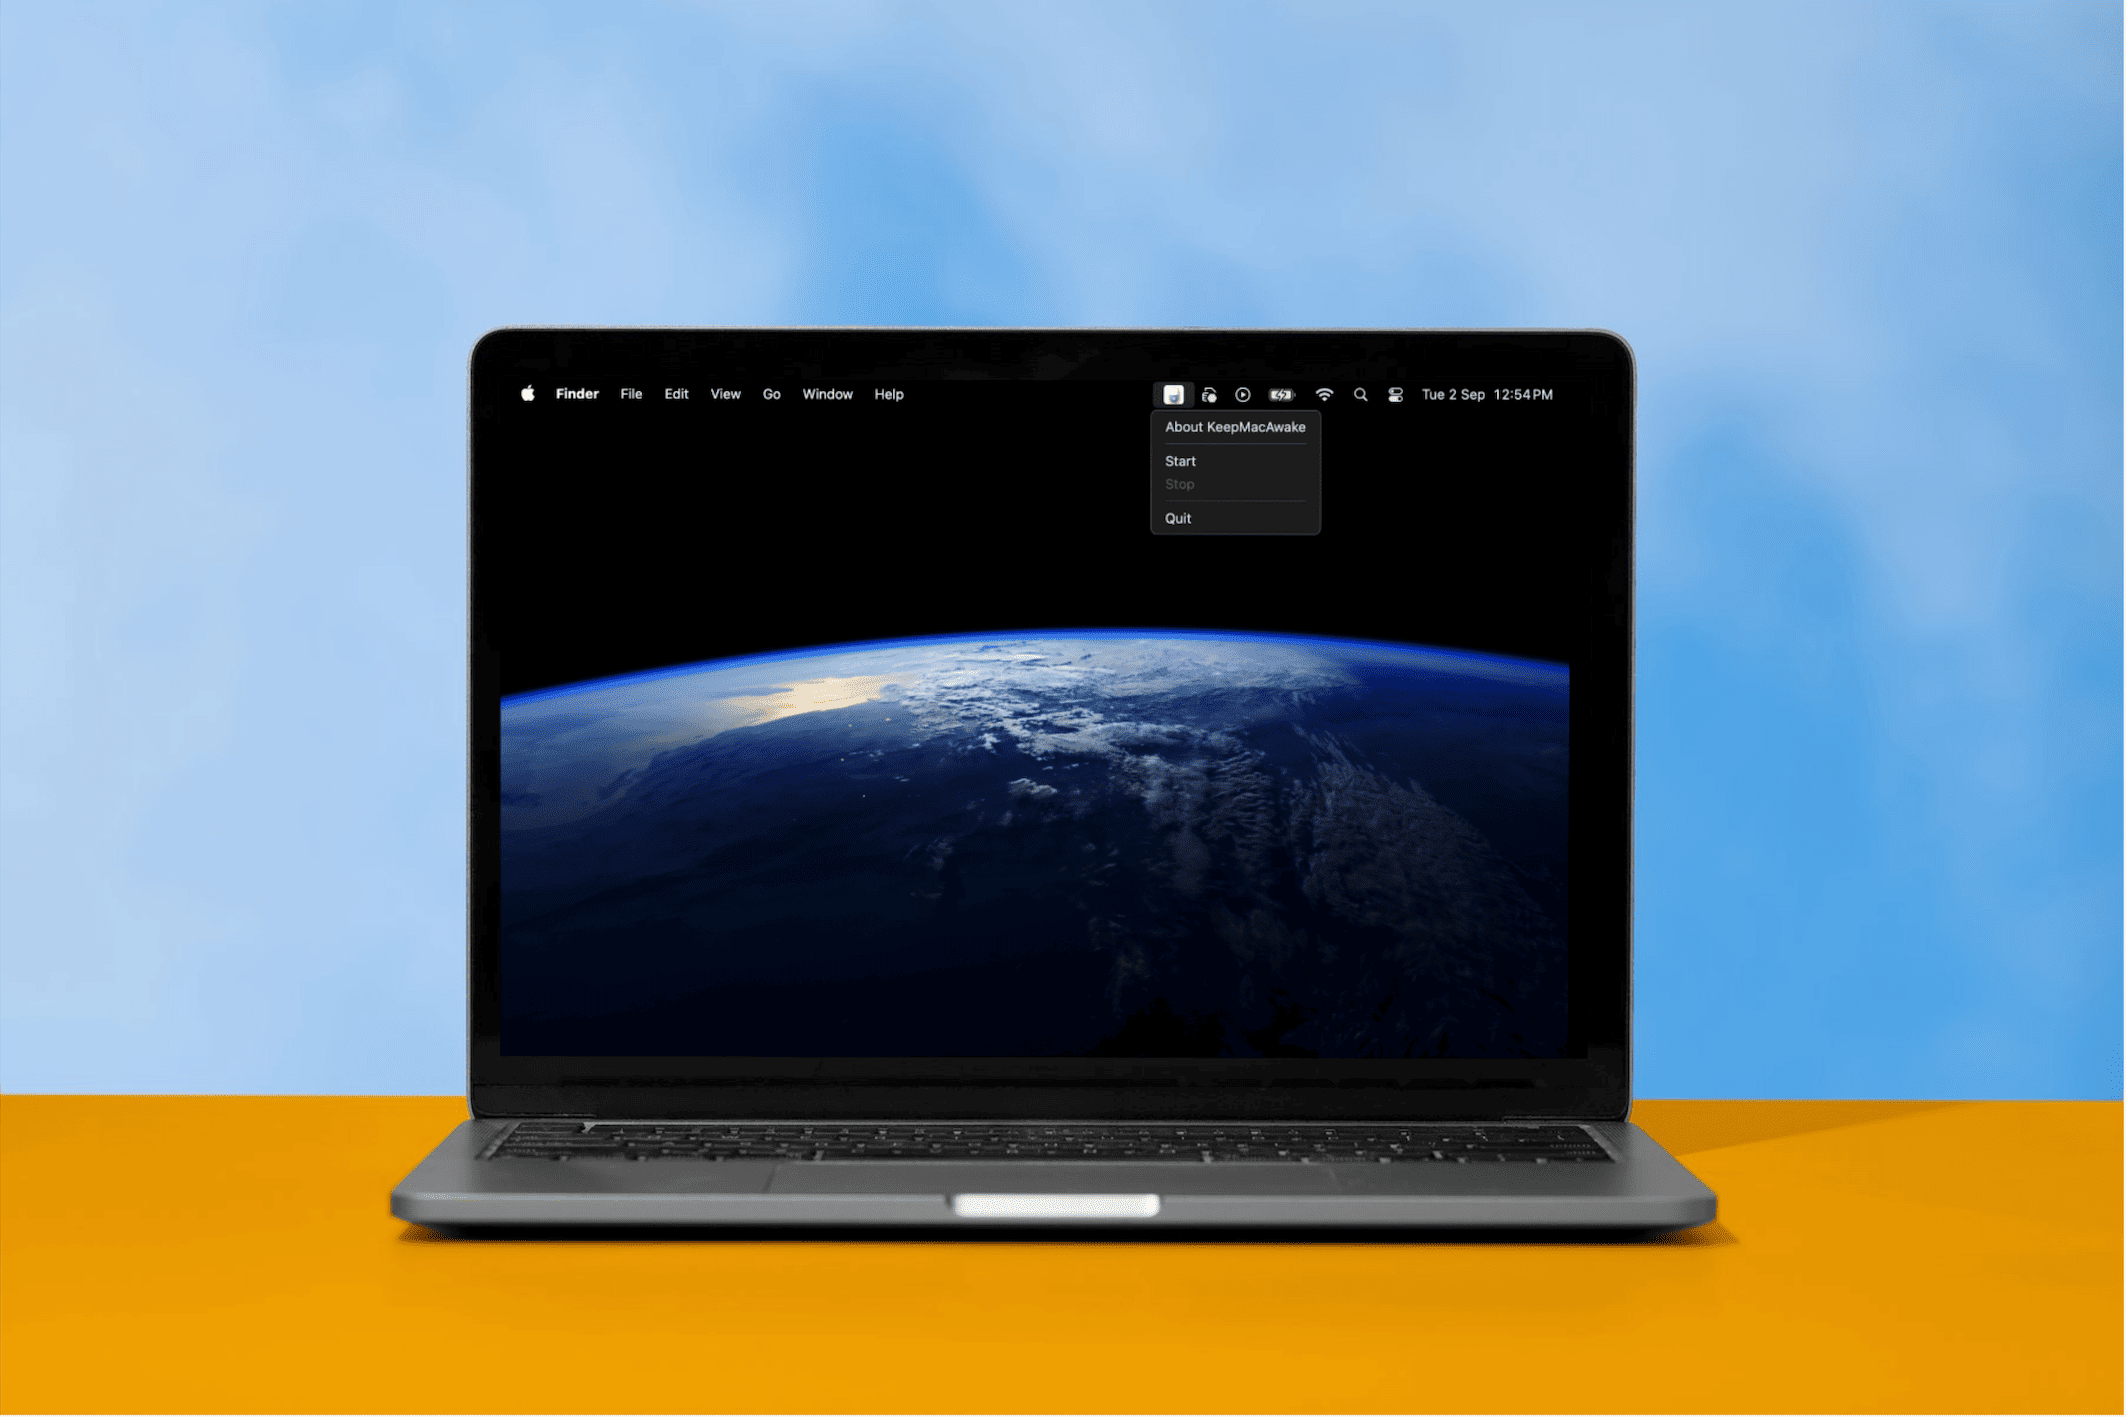 Finder File Edit View Go Window Help Tue 2 Sep 12:54 PM
About KeepMacAwake
Start
Stop
Quit